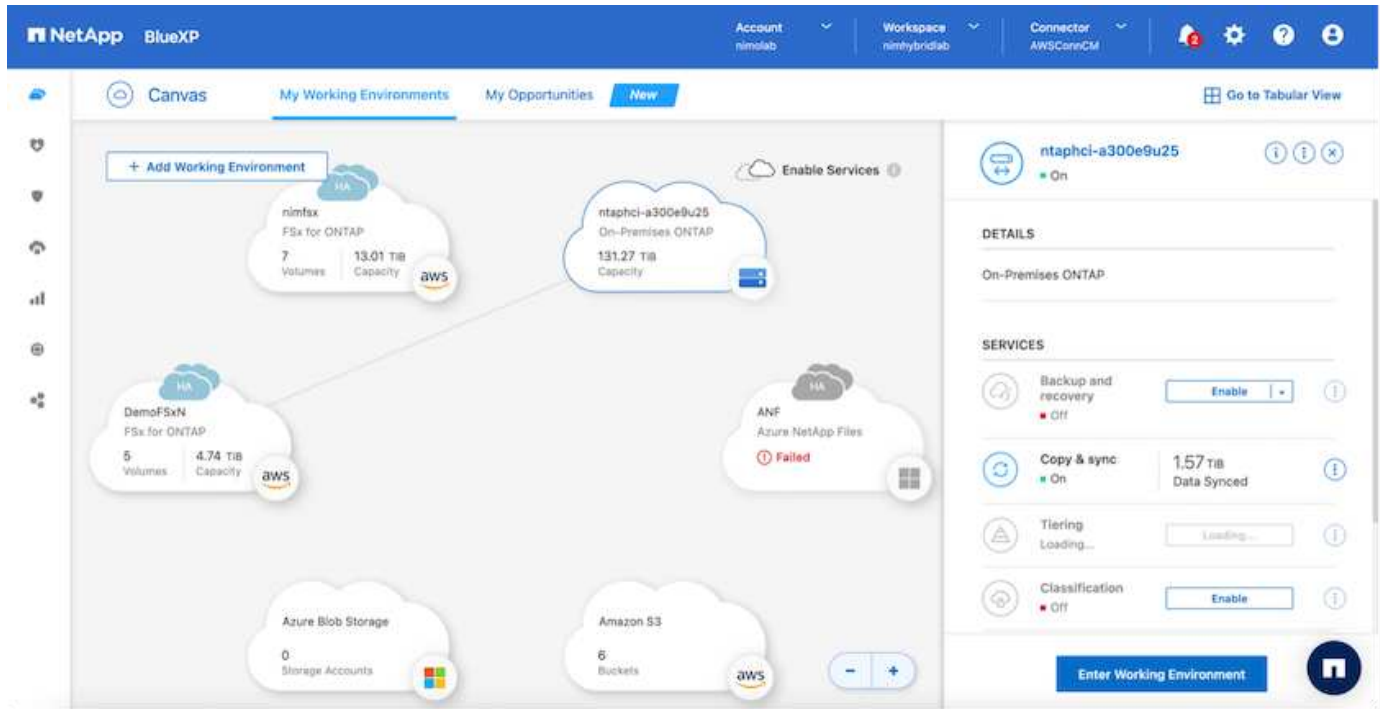 NetApp BlueXP
Account
nimolab
Workspace
nimhybridlab
Connector
AWSConnCM
2
Canvas
My Working Environments
My Opportunities
New
Go to Tabular View
+ Add Working Environment
Enable Services
HA
nimfsx
FSx for ONTAP
7
Volumes
13.01 TiB
Capacity
aws
ntaphci-a300e9u25
On-Premises ONTAP
131.27 TiB
Capacity
HA
DemoFSxN
FSx for ONTAP
5
Volumes
4.74 TiB
Capacity
aws
HA
ANF
Azure NetApp Files
Failed
Azure Blob Storage
0
Storage Accounts
Amazon S3
6
Buckets
aws
- +
ntaphci-a300e9u25
On
DETAILS
On-Premises ONTAP
SERVICES
Backup and
recovery
Off
Enable
Copy & sync
On
1.57 TiB
Data Synced
Tiering
Loading...
Loading...
Classification
Off
Enable
Enter Working Environment